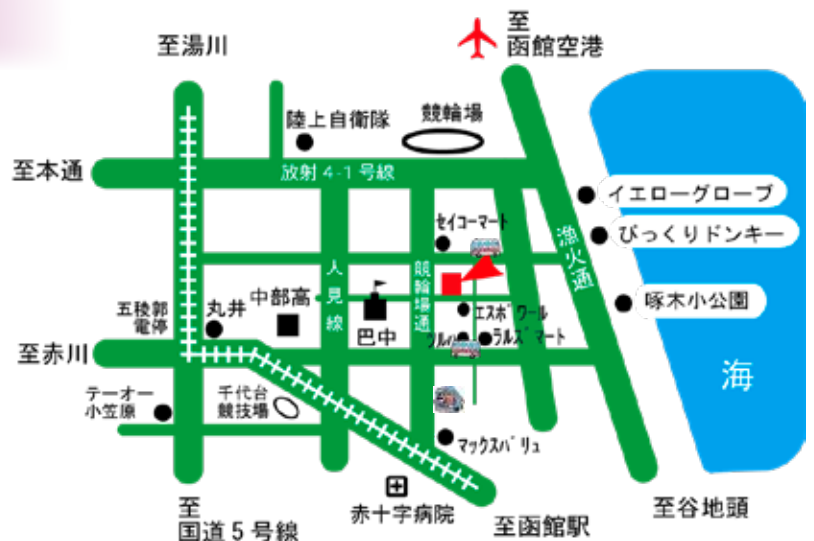 至湯川
至
函館空港
陸上自衛隊
競輪場
至本通
放射4-1号線
イエローグローブ
セイコーマート
びっくりドンキー
漁火通
人見線
競輪場通
中部高
五稜郭
電停
丸井
巴中
エスポワール
ツルハ
ラルズマート
啄木小公園
至赤川
海
テーオー
小笠原
千代台
競技場
マックスバリュ
赤十字病院
至
国道5号線
至函館駅
至谷地頭